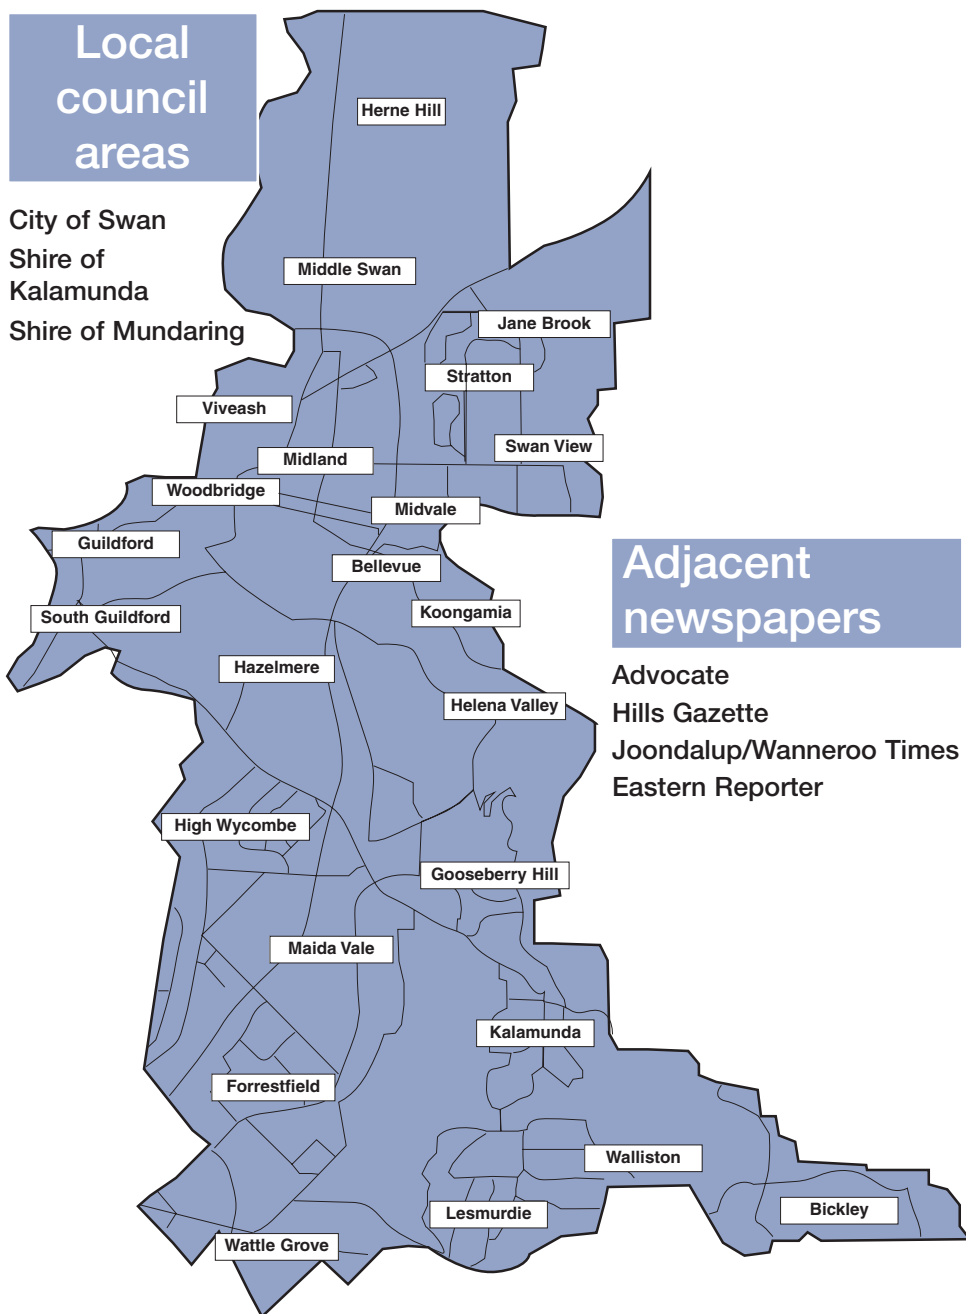 Local
council
areas
City of Swan
Shire of
Kalamunda
Shire of Mundaring
Herne Hill
Middle Swan
Jane Brook
Stratton
Viveash
Swan View
Midland
Woodbridge
Midvale
Guildford
Bellevue
Koongamia
South Guildford
Hazelmere
Helena Valley
Adjacent
newspapers
Advocate
Hills Gazette
Joondalup/Wanneroo Times
Eastern Reporter
High Wycombe
Gooseberry Hill
Maida Vale
Kalamunda
Forrestfield
Walliston
Lesmurdie
Bickley
Wattle Grove